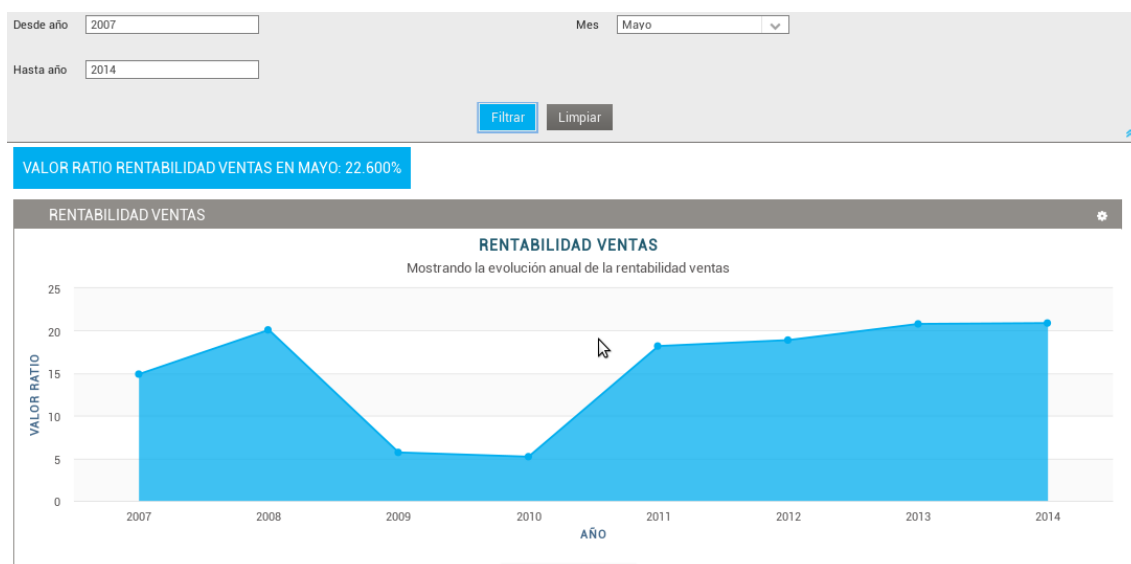 Desde año 2007 Mes Mayo
Hasta año 2014
Filtrar Limpiar
VALOR RATIO RENTABILIDAD VENTAS EN MAYO: 22.600%
RENTABILIDAD VENTAS
RENTABILIDAD VENTAS
Mostrando la evolución anual de la rentabilidad ventas
VALOR RATIO
25
20
15
10
5
0
2007 2008 2009 2010 2011 2012 2013 2014
AÑO